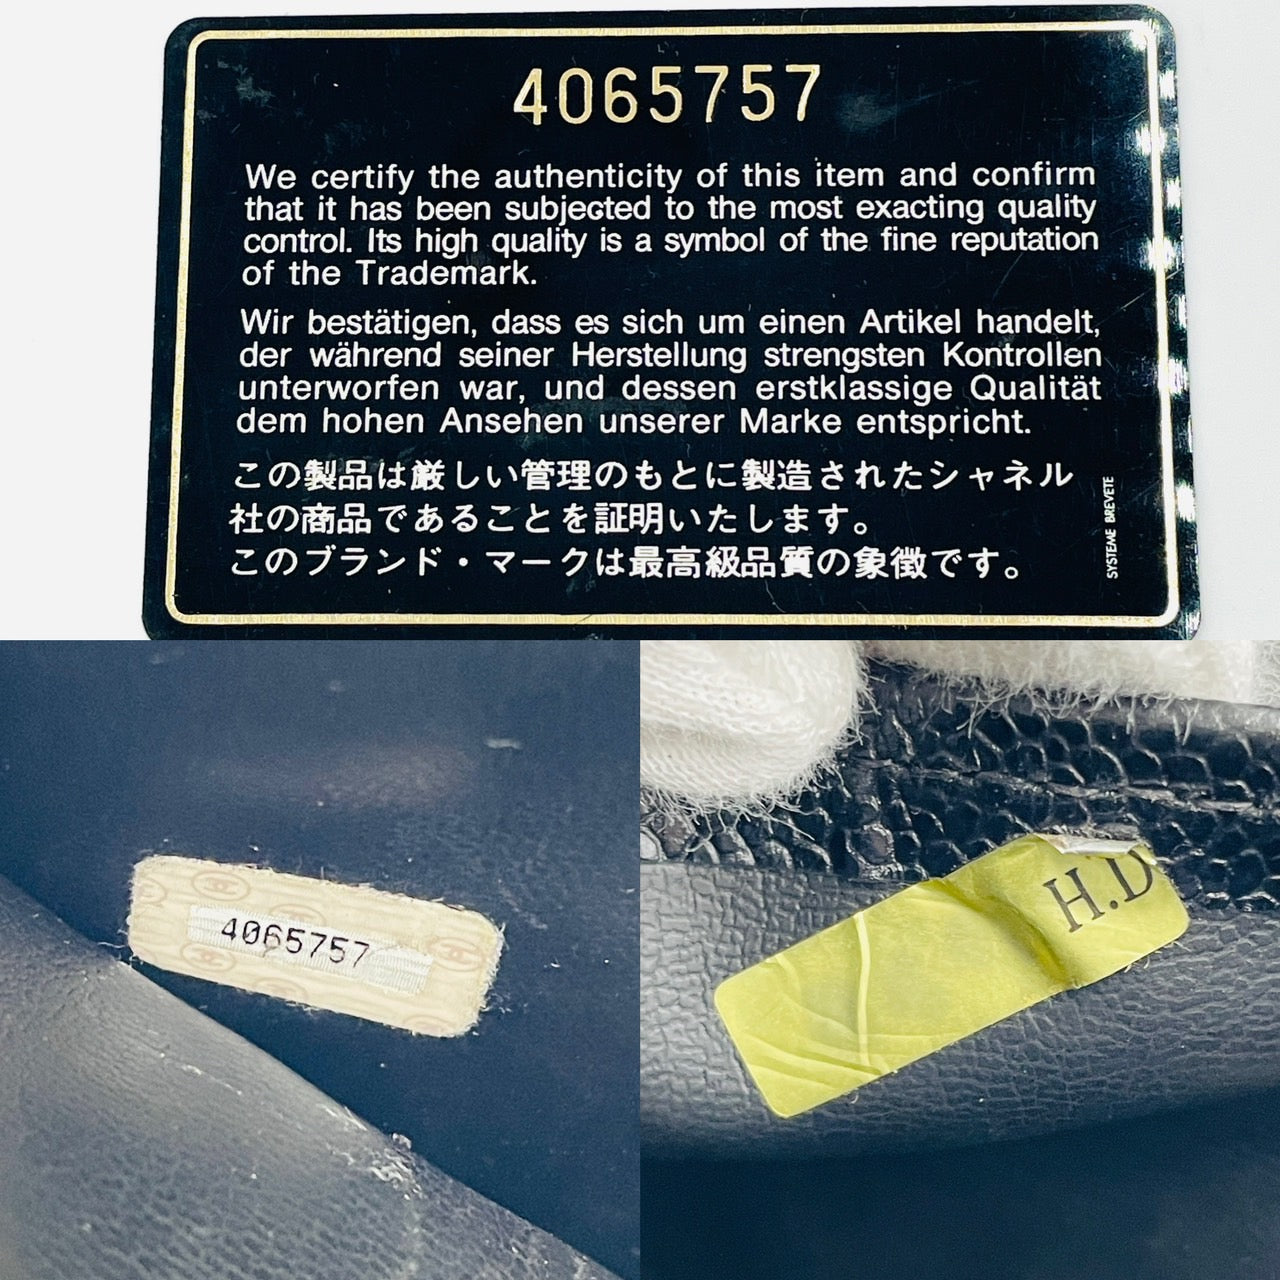 4065757
We certify the authenticity of this item and confirm
that it has been subjected to the most exacting quality
control. Its high quality is a symbol of the fine reputation
of the Trademark.
Wir bestätigen, dass es sich um einen Artikel handelt,
der während seiner Herstellung strengsten Kontrollen
unterworfen war, und dessen erstklassige Qualität
dem hohen Ansehen unserer Marke entspricht.
この製品は厳しい管理のもとに製造されたシャネル
社の商品であることを証明いたします。
このブランド・マークは最高級品質の象徴です。
SYSTEME BREVETE
4065757
H.D